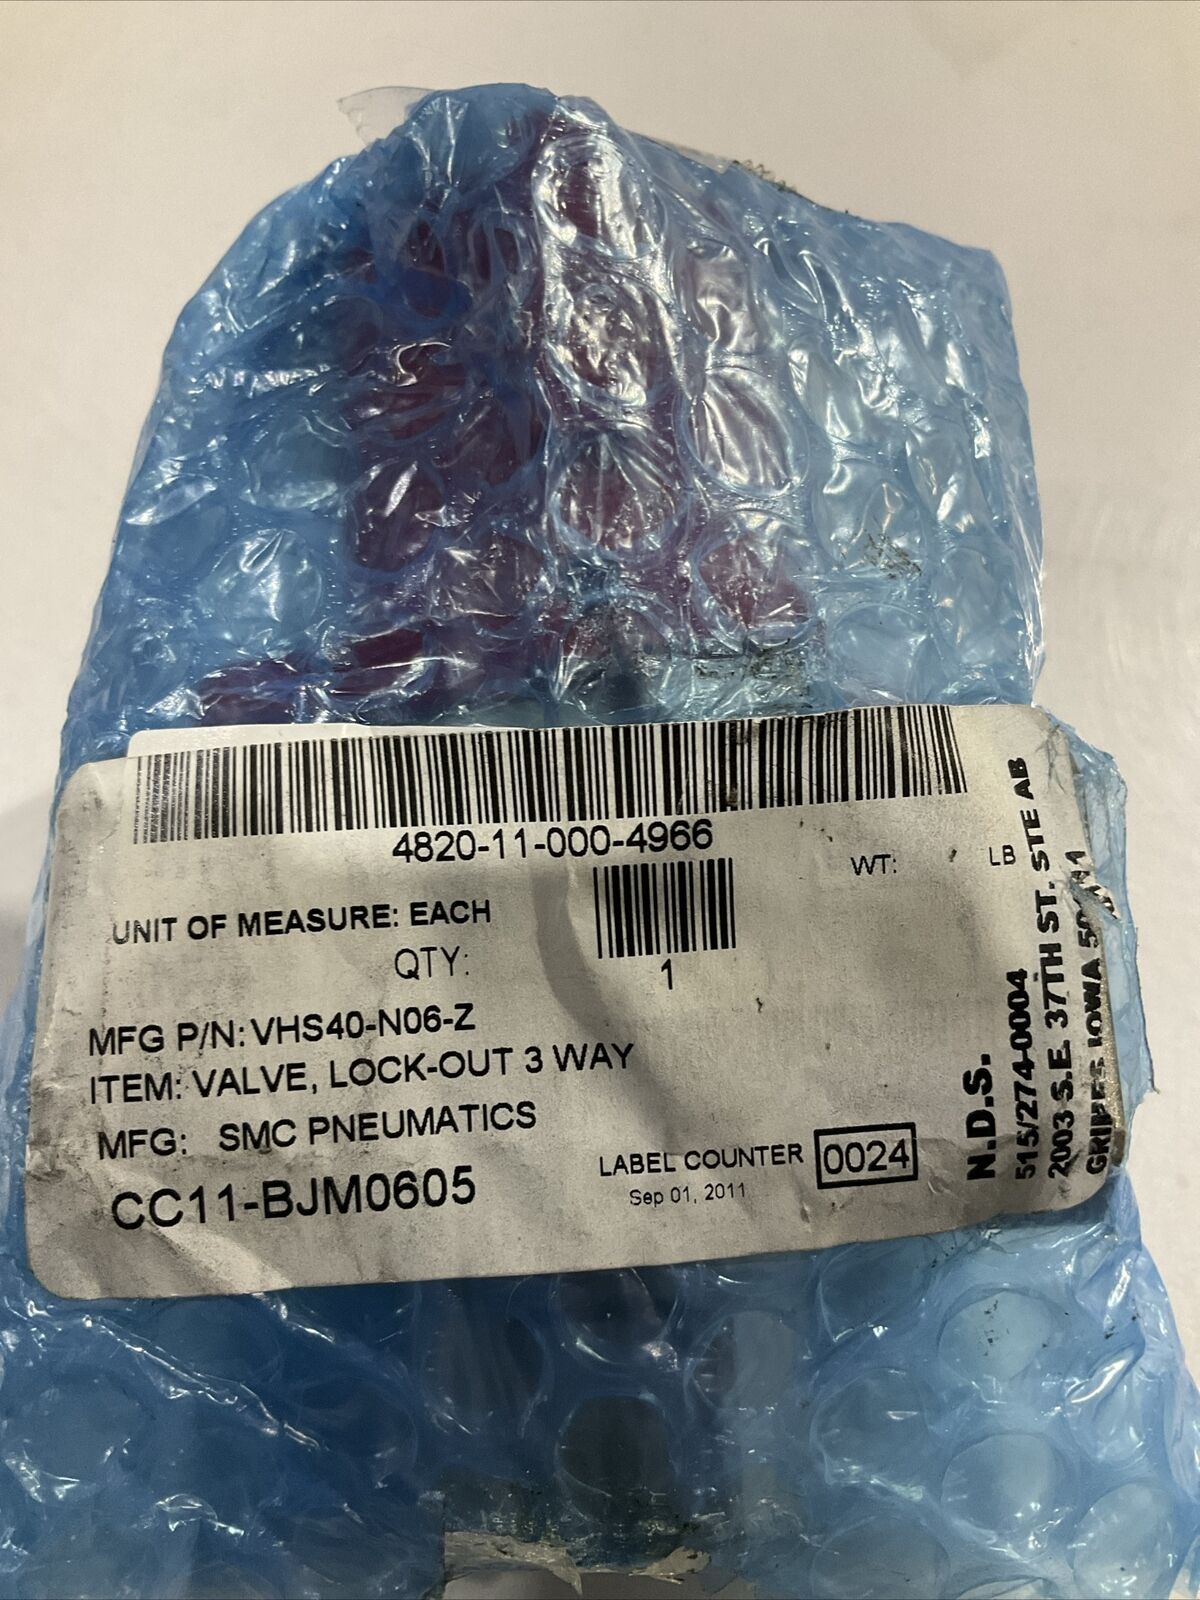 4820-11-000-4966
WT: LB
UNIT OF MEASURE: EACH
QTY:
1
MFG P/N: VHS40-N06-Z
ITEM: VALVE, LOCK-OUT 3 WAY
MFG: SMC PNEUMATICS
CC11-BJM0605
LABEL COUNTER 0024
Sep 01, 2011
N.D.S.
515/274-0004
2003 S.E. 37TH ST. STE AB
GRIMES IOWA